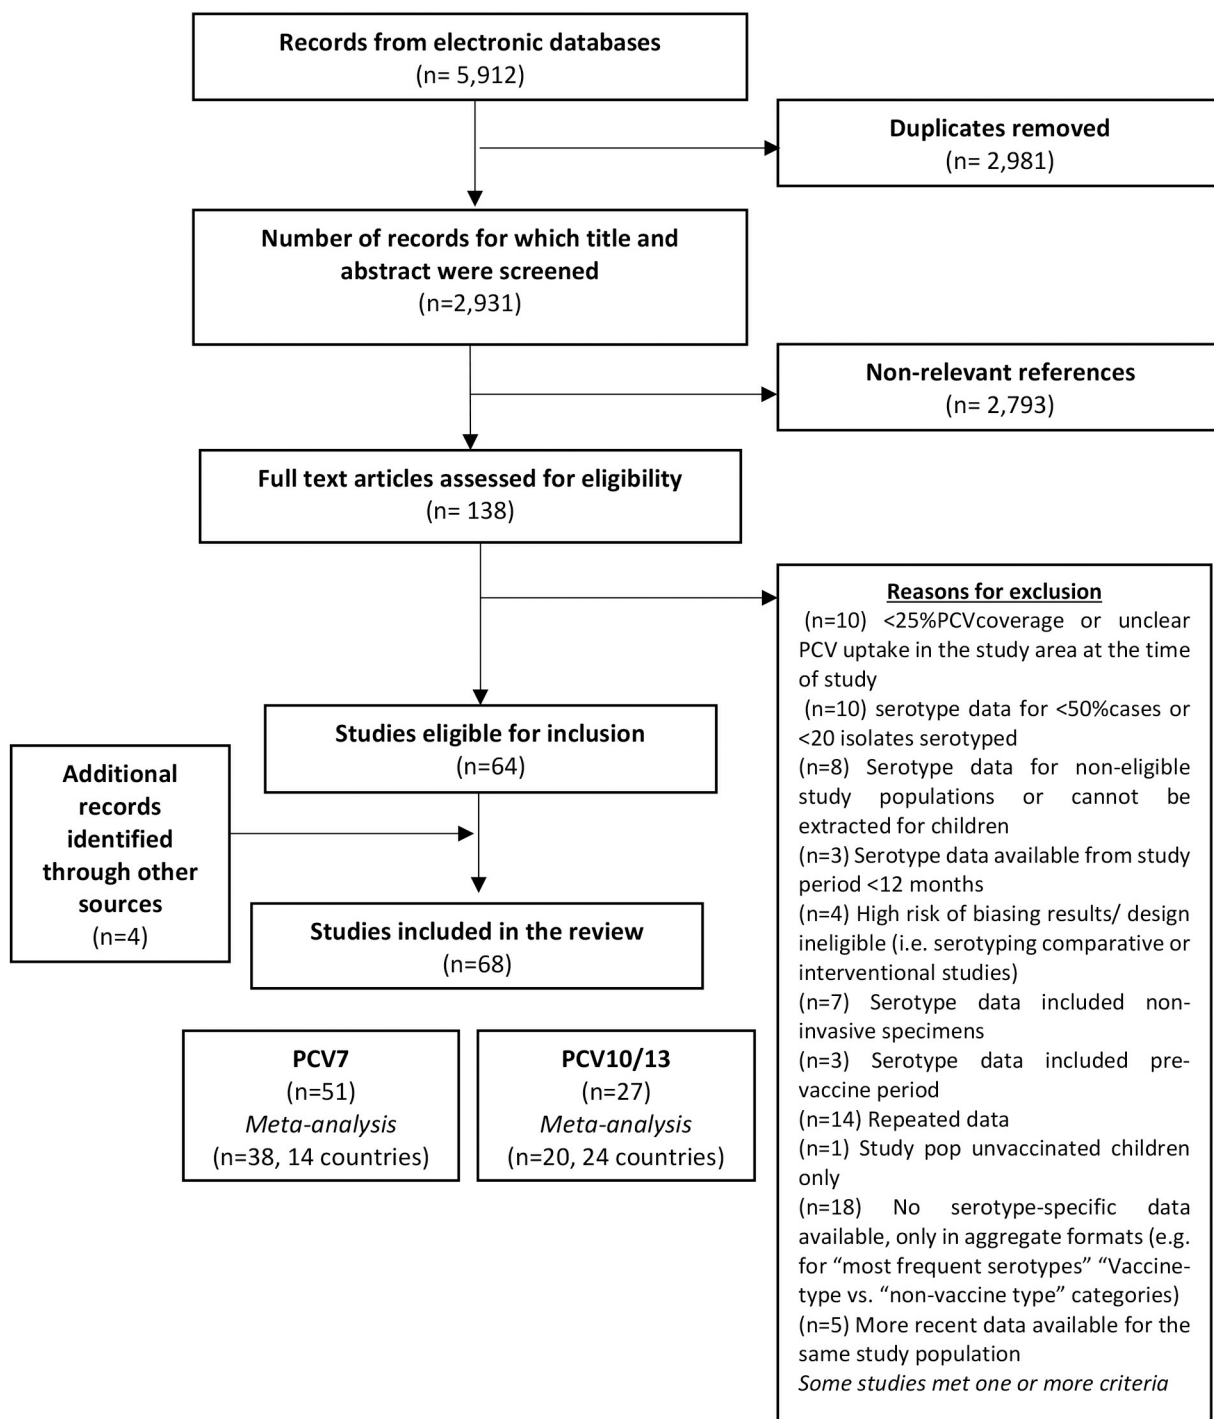 Records from electronic databases
(n= 5,912)
Duplicates removed
(n= 2,981)
Number of records for which title and
abstract were screened
(n=2,931)
Non-relevant references
(n= 2,793)
Full text articles assessed for eligibility
(n= 138)
Reasons for exclusion
(n=10) <25%PCVcoverage or unclear
PCV uptake in the study area at the time
of study
(n=10) serotype data for <50%cases or
<20 isolates serotyped
(n=8) Serotype data for non-eligible
study populations or cannot be
extracted for children
(n=3) Serotype data available from study
period <12 months
(n=4) High risk of biasing results/ design
ineligible (i.e. serotyping comparative or
interventional studies)
(n=7) Serotype data included non-
invasive specimens
(n=3) Serotype data included pre-
vaccine period
(n=14) Repeated data
(n=1) Study pop unvaccinated children
only
(n=18) No serotype-specific data
available, only in aggregate formats (e.g.
for “most frequent serotypes” “Vaccine-
type vs. “non-vaccine type” categories)
(n=5) More recent data available for the
same study population
Some studies met one or more criteria
Studies eligible for inclusion
(n=64)
Additional
records
identified
through other
sources
(n=4)
Studies included in the review
(n=68)
PCV7
(n=51)
Meta-analysis
(n=38, 14 countries)
PCV10/13
(n=27)
Meta-analysis
(n=20, 24 countries)